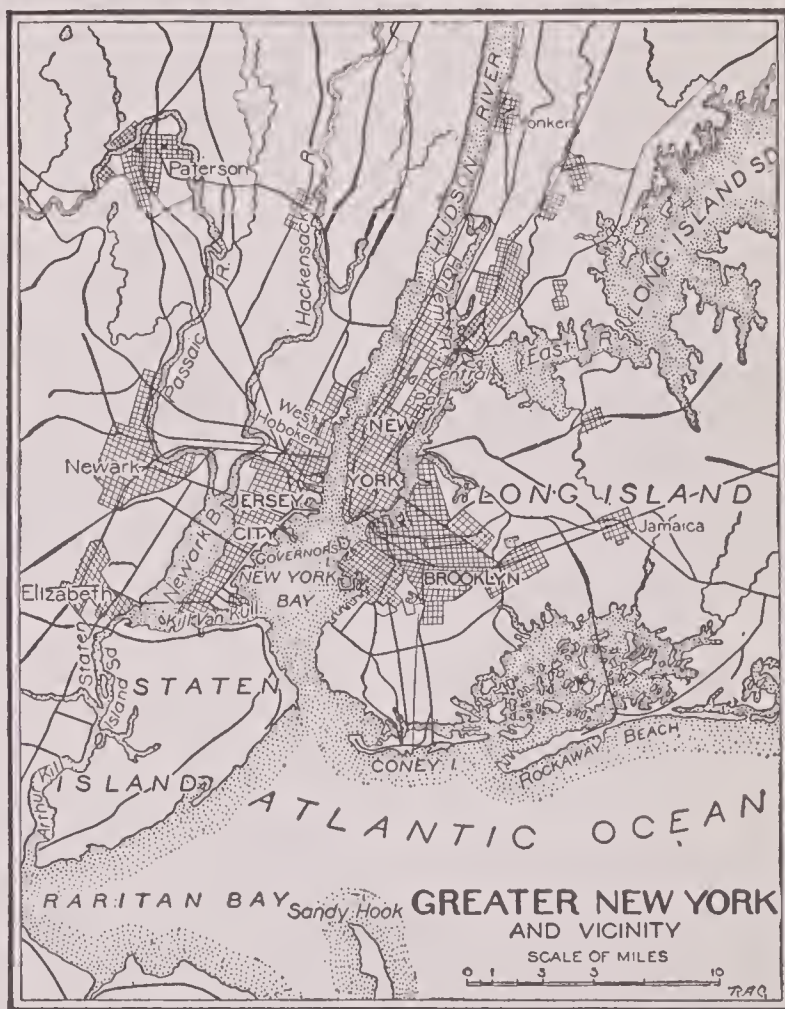 Paterson
HUDSON RIVER
Yonkers
LONG ISLAND SD.
Hackensack R.
Passaic R.
Harlem R.
East R.
Central
West
Hoboken
NEW
YORK
Newark
JERSEY
CITY
LONG ISLAND
Jamaica
Newark B.
GOVERNORS I.
NEW YORK
BAY
BROOKLYN
Elizabeth
Kill Van Kull
Staten
Island Sd
STATEN
ISLAND
Arthur Kill
CONEY I.
ROCKAWAY BEACH
ATLANTIC OCEAN
RARITAN BAY
Sandy Hook
GREATER NEW YORK
AND VICINITY
SCALE OF MILES
0 1 3 5 10
RAG